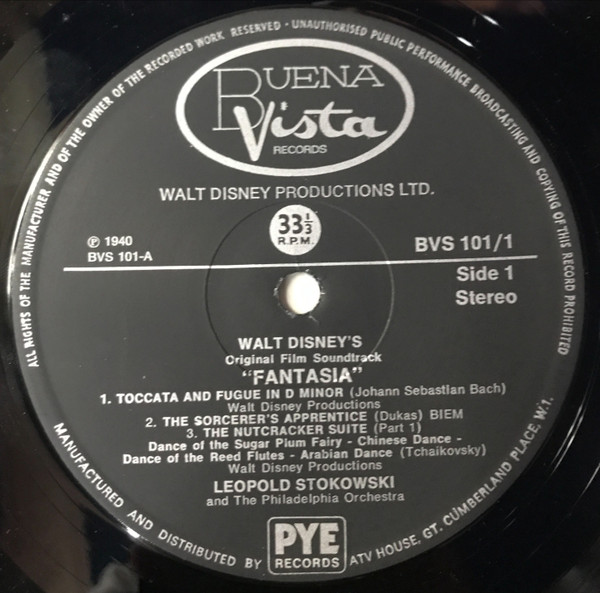 ALL RIGHTS OF THE MANUFACTURER AND OF THE OWNER OF THE RECORDED WORK RESERVED · UNAUTHORISED PUBLIC PERFORMANCE BROADCASTING AND COPYING OF THIS RECORD PROHIBITED
BUENA
Vista
RECORDS
WALT DISNEY PRODUCTIONS LTD.
33⅓
R.P.M.
℗ 1940
BVS 101-A
BVS 101/1
Side 1
Stereo
WALT DISNEY'S
Original Film Soundtrack
"FANTASIA"
1. TOCCATA AND FUGUE IN D MINOR (Johann Sebastian Bach)
Walt Disney Productions
2. THE SORCERER'S APPRENTICE (Dukas) BIEM
3. THE NUTCRACKER SUITE (Part 1)
Dance of the Sugar Plum Fairy - Chinese Dance -
Dance of the Reed Flutes - Arabian Dance (Tchaikovsky)
Walt Disney Productions
LEOPOLD STOKOWSKI
and The Philadelphia Orchestra
PYE
RECORDS
MANUFACTURED AND DISTRIBUTED BY
ATV HOUSE, GT. CUMBERLAND PLACE, W.1.